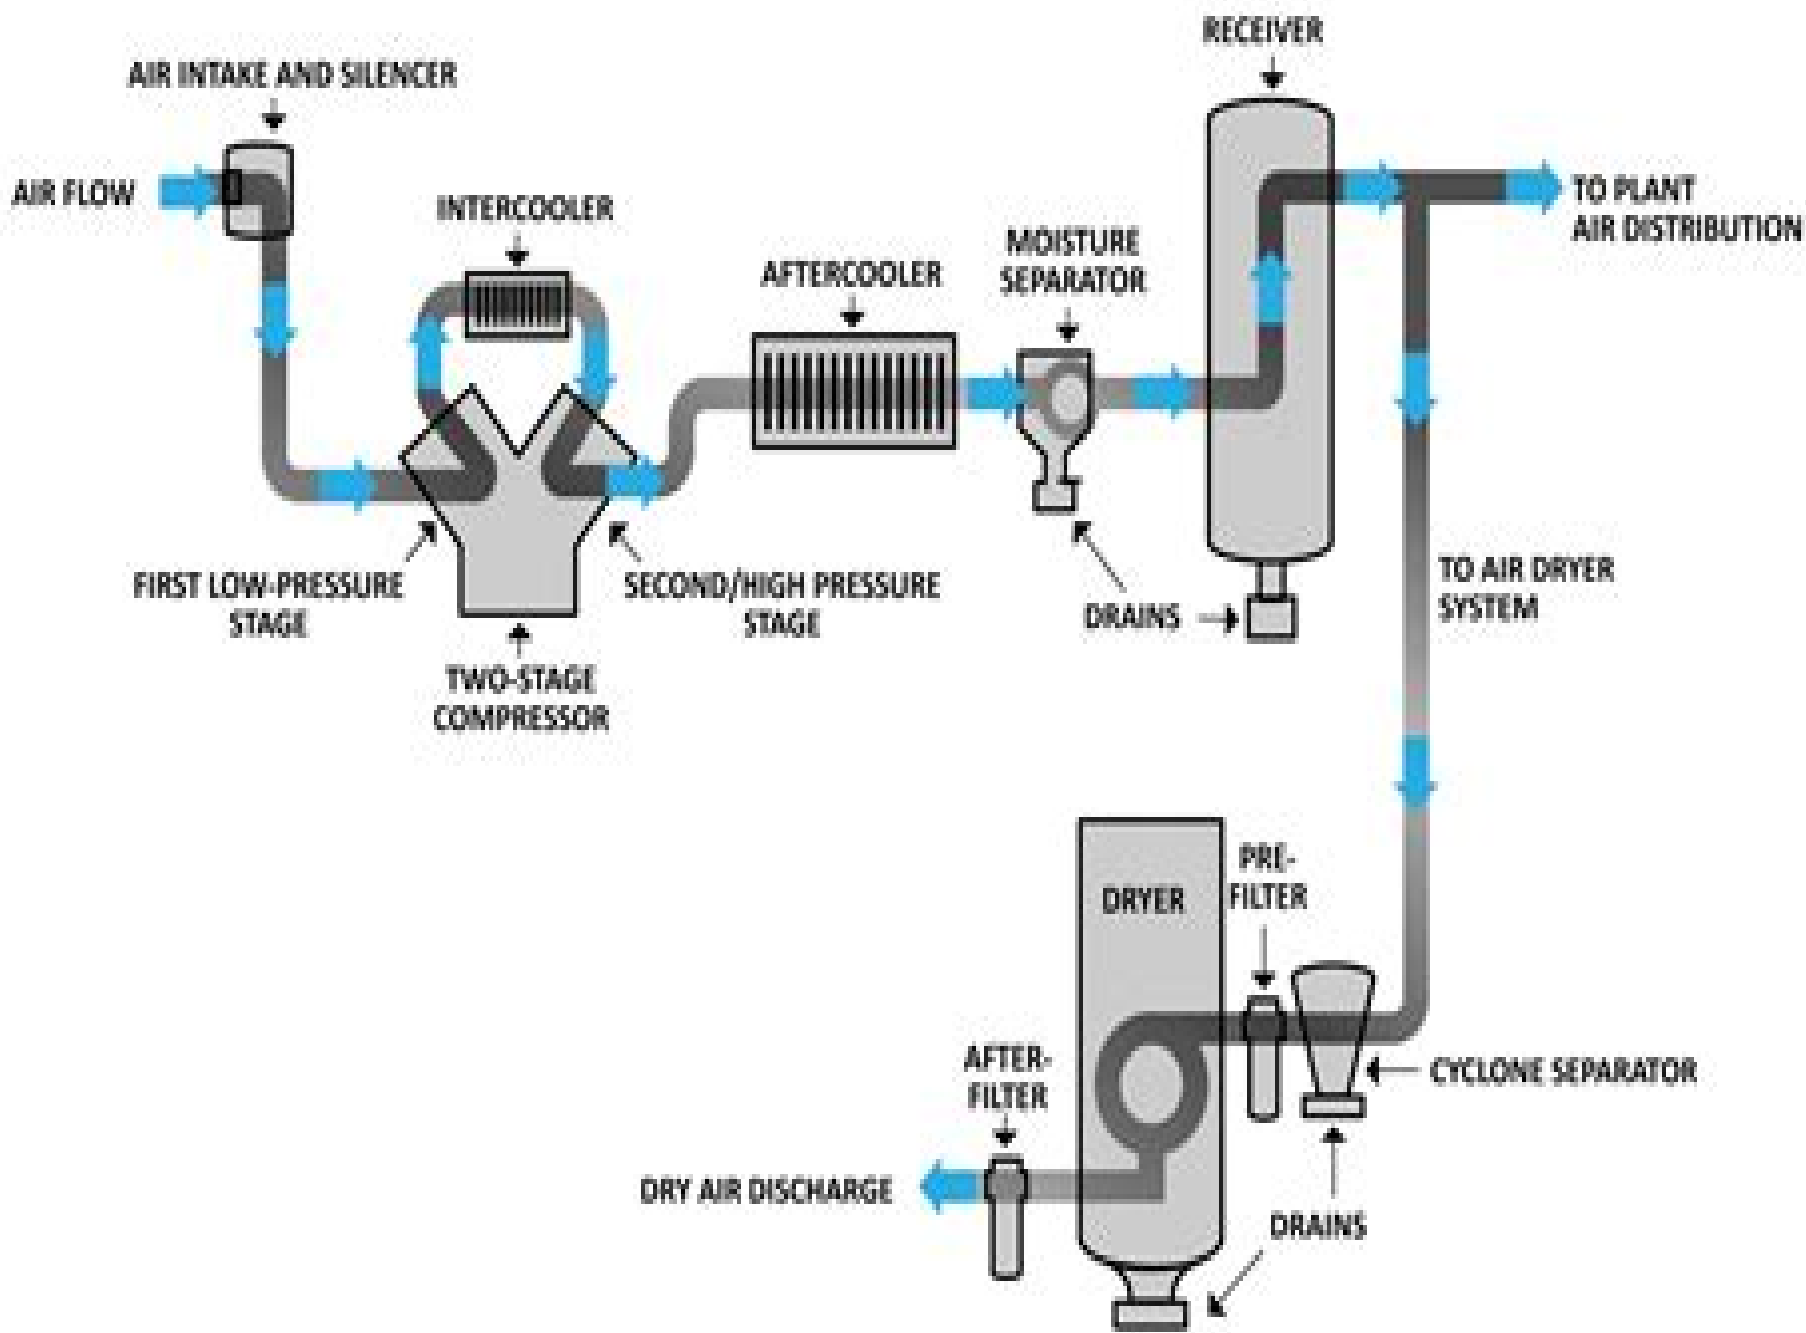 RECEIVER
AIR INTAKE AND SILENCER
AIR FLOW
INTERCOOLER
AFTERCOOLER
MOISTURE
SEPARATOR
TO PLANT
AIR DISTRIBUTION
FIRST LOW-PRESSURE
STAGE
SECOND/HIGH PRESSURE
STAGE
TWO-STAGE
COMPRESSOR
DRAINS
TO AIR DRYER
SYSTEM
DRYER
PRE-
FILTER
AFTER-
FILTER
CYCLONE SEPARATOR
DRY AIR DISCHARGE
DRAINS